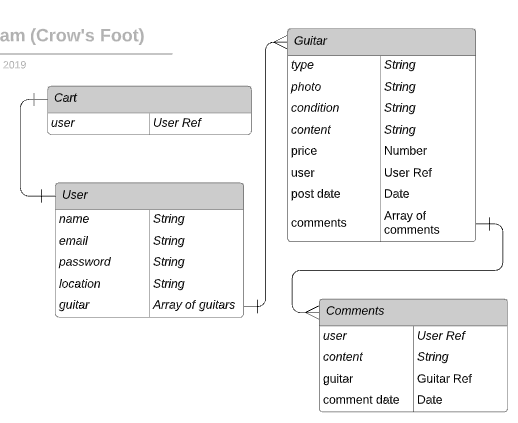 am (Crow's Foot)
2019
Cart
user User Ref
User
name String
email String
password String
location String
guitar Array of guitars
Guitar
type String
photo String
condition String
content String
price Number
user User Ref
post date Date
comments Array of
comments
Comments
user User Ref
content String
guitar Guitar Ref
comment date Date